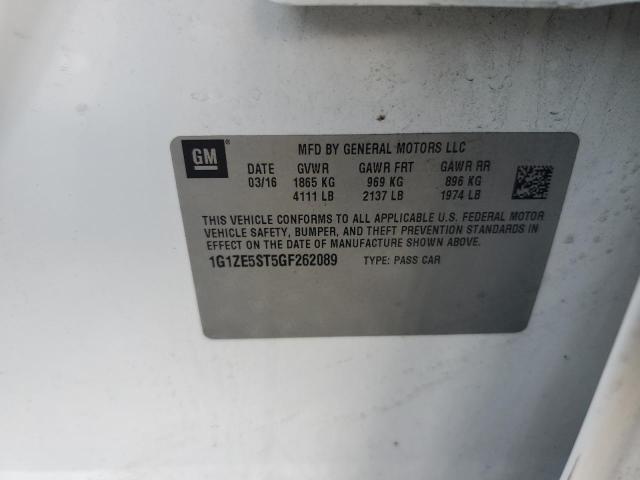 GM®
MFD BY GENERAL MOTORS LLC
DATE GVWR GAWR FRT GAWR RR
03/16 1865 KG 969 KG 896 KG
4111 LB 2137 LB 1974 LB
THIS VEHICLE CONFORMS TO ALL APPLICABLE U.S. FEDERAL MOTOR
VEHICLE SAFETY, BUMPER, AND THEFT PREVENTION STANDARDS IN
EFFECT ON THE DATE OF MANUFACTURE SHOWN ABOVE.
1G1ZE5ST5GF262089 TYPE: PASS CAR